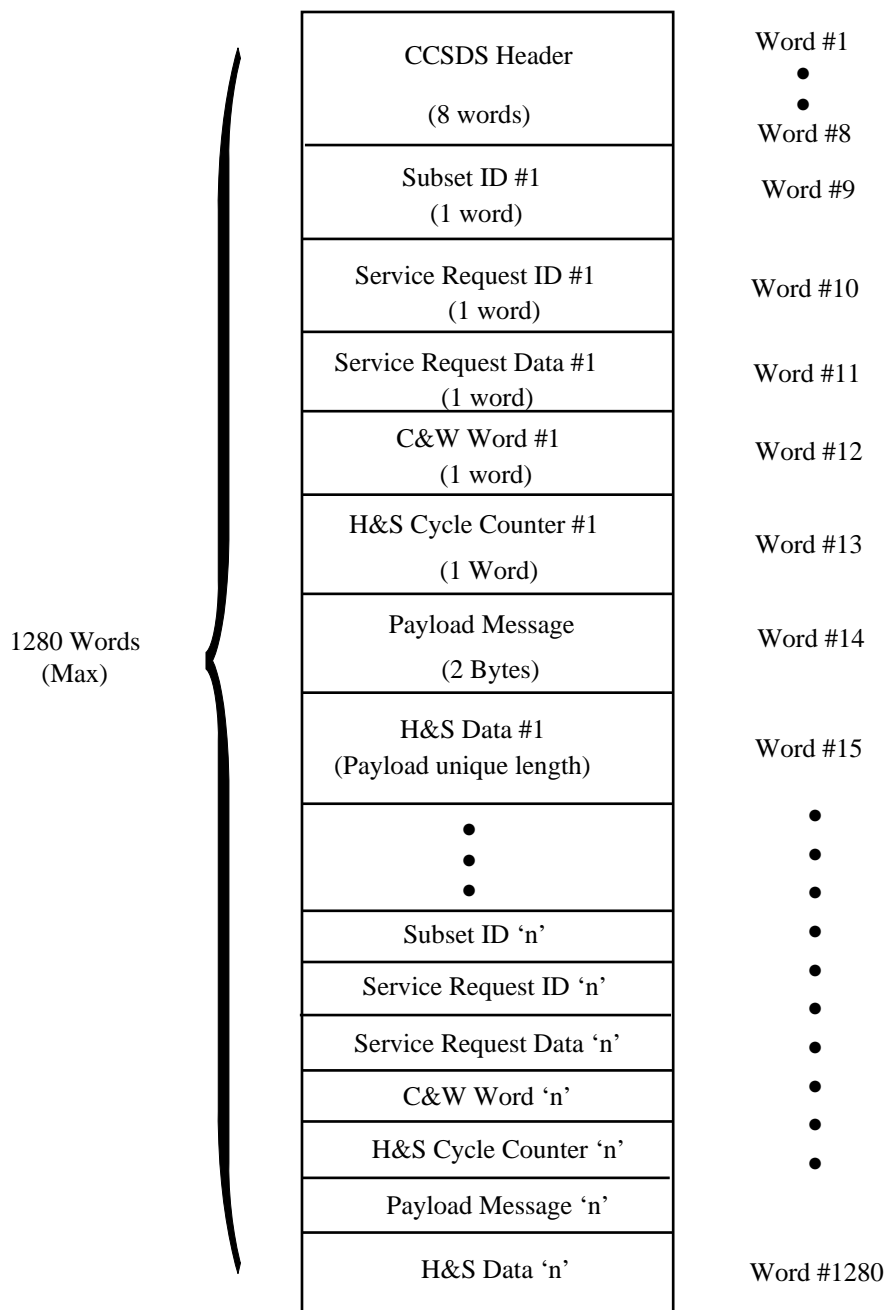 CCSDS Header
(8 words)
Word #1
Word #8
Subset ID #1
(1 word)
Word #9
Service Request ID #1
(1 word)
Word #10
Service Request Data #1
(1 word)
Word #11
C&W Word #1
(1 word)
Word #12
H&S Cycle Counter #1
(1 Word)
Word #13
1280 Words
(Max)
Payload Message
(2 Bytes)
Word #14
H&S Data #1
(Payload unique length)
Word #15
Subset ID ‘n’
Service Request ID ‘n’
Service Request Data ‘n’
C&W Word ‘n’
H&S Cycle Counter ‘n’
Payload Message ‘n’
H&S Data ‘n’
Word #1280